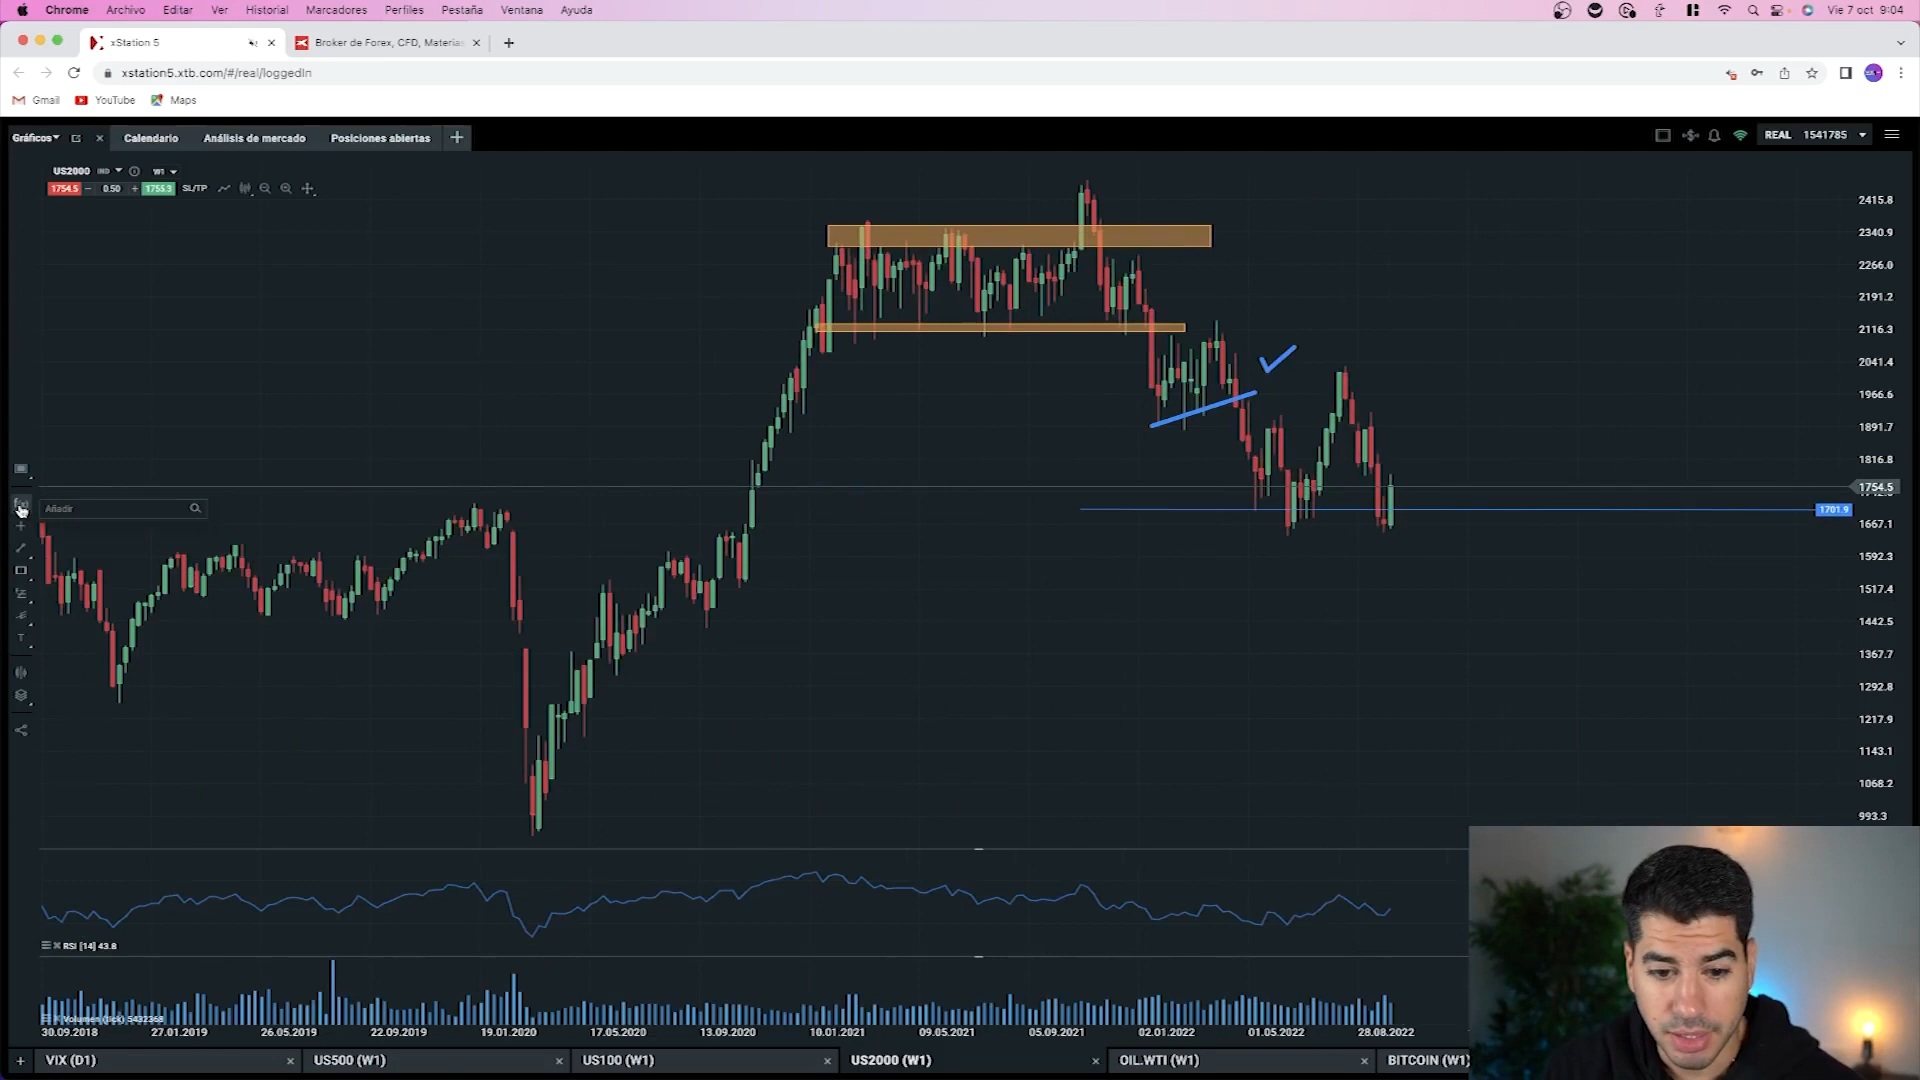 Chrome Archivo Editar Ver Historial Marcadores Perfiles Pestaña Ventana Ayuda Vie 7 oct 9:04
xStation 5 Broker de Forex, CFD, Materias
xstation5.xtb.com/#/real/loggedIn
Gmail YouTube Maps
Gráficos Calendario Análisis de mercado Posiciones abiertas + REAL 1541785
US2000 IND W1
1754.5 − 0.50 + 1755.3 SL/TP
2415.8
2340.9
2266.0
2191.2
2116.3
2041.4
1966.6
1891.7
1816.8
1754.5
Añadir
1701.9
1667.1
1592.3
1517.4
1442.5
1367.7
1292.8
1217.9
1143.1
1068.2
993.3
RSI [14] 43.8
Volumen (tick) 5432368
30.09.2018 27.01.2019 26.05.2019 22.09.2019 19.01.2020 17.05.2020 13.09.2020 10.01.2021 09.05.2021 05.09.2021 02.01.2022 01.05.2022 28.08.2022
+ VIX (D1) US500 (W1) US100 (W1) US2000 (W1) OIL.WTI (W1) BITCOIN (W1)